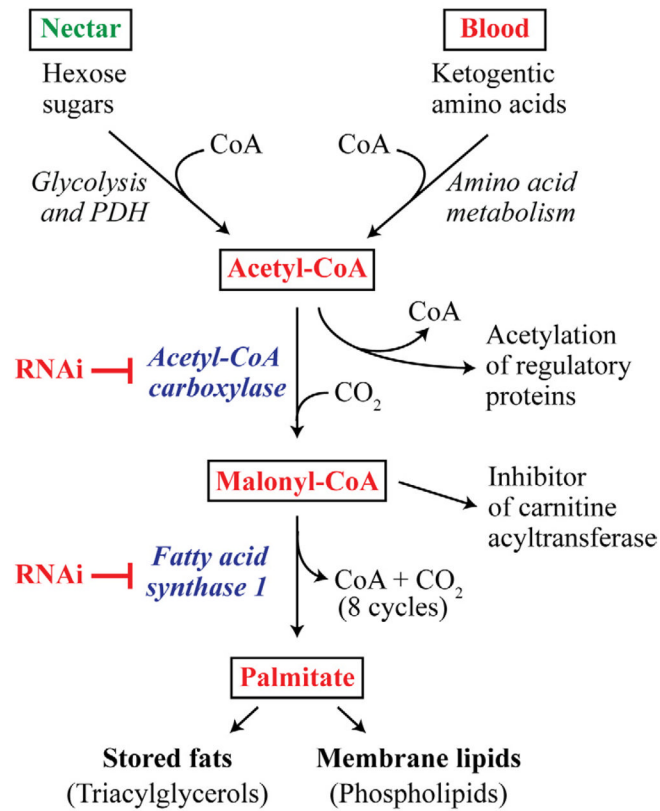 Nectar
Blood
Hexose
sugars
Ketogentic
amino acids
CoA
CoA
Glycolysis
and PDH
Amino acid
metabolism
Acetyl-CoA
CoA
Acetylation
of regulatory
proteins
RNAi
Acetyl-CoA
carboxylase
CO₂
Malonyl-CoA
Inhibitor
of carnitine
acyltransferase
RNAi
Fatty acid
synthase 1
CoA + CO₂
(8 cycles)
Palmitate
Stored fats
(Triacylglycerols)
Membrane lipids
(Phospholipids)